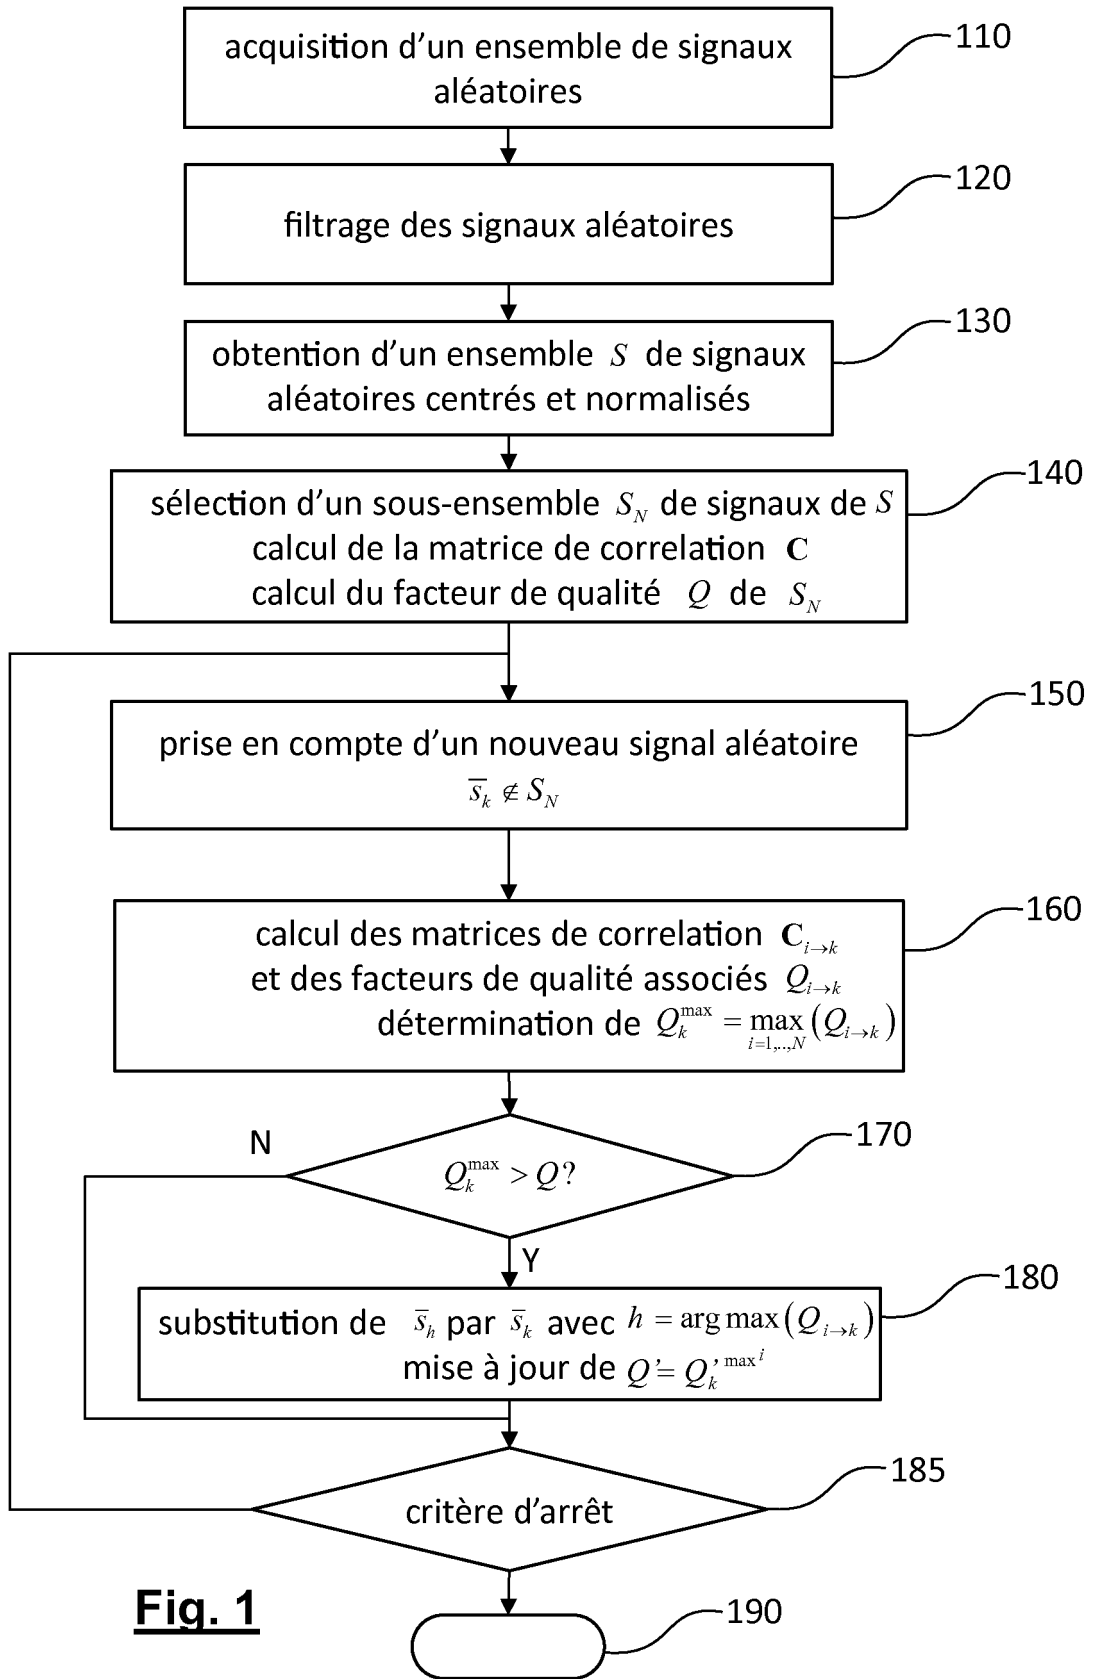 acquisition d'un ensemble de signaux
aléatoires
110
filtrage des signaux aléatoires
120
obtention d'un ensemble S de signaux
aléatoires centrés et normalisés
130
sélection d'un sous-ensemble S_N de signaux de S
calcul de la matrice de correlation C
calcul du facteur de qualité Q de S_N
140
prise en compte d'un nouveau signal aléatoire
s̅_k ∉ S_N
150
calcul des matrices de correlation C_{i→k}
et des facteurs de qualité associés Q_{i→k}
détermination de Q_k^{max} = max_{i=1,..,N} (Q_{i→k})
160
N
Q_k^{max} > Q?
170
Y
substitution de s̅_h par s̅_k avec h = arg max (Q_{i→k})
mise à jour de Q'= Q_k'^{max^i}
180
critère d'arrêt
185
190
Fig. 1